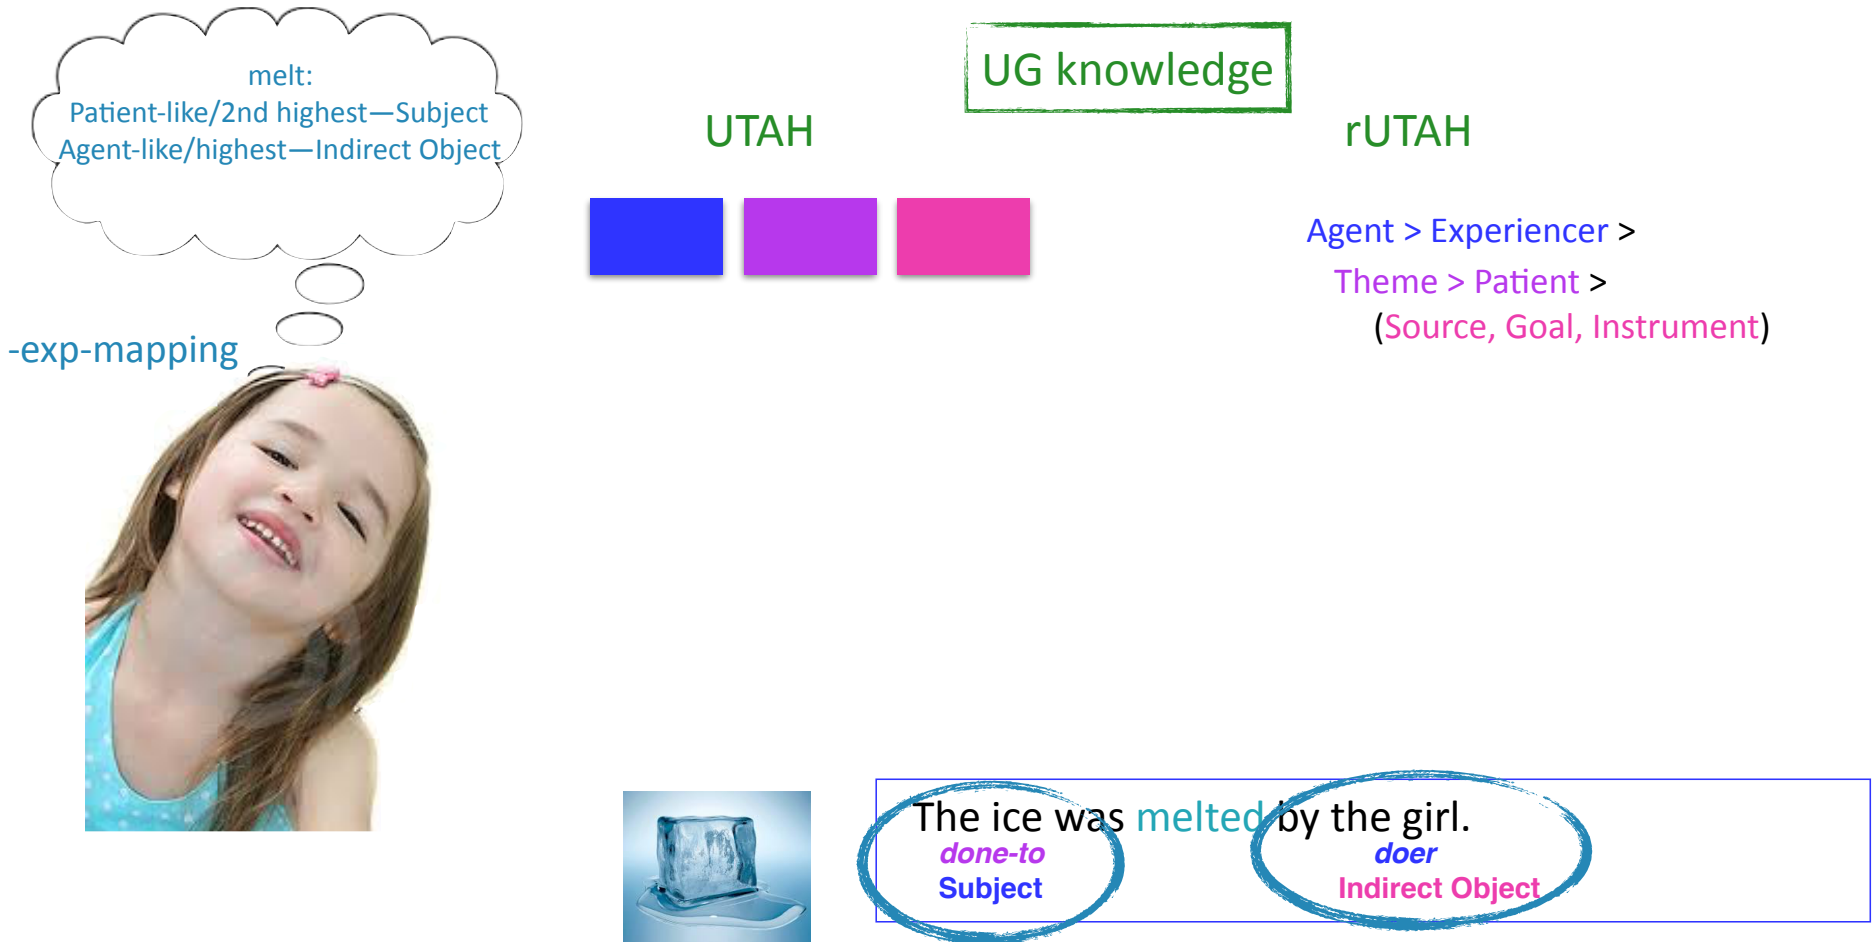 melt:
Patient-like/2nd highest—Subject
Agent-like/highest—Indirect Object
UG knowledge
UTAH
rUTAH
Agent > Experiencer >
Theme > Patient >
(Source, Goal, Instrument)
-exp-mapping
The ice was melted by the girl.
done-to doer
Subject Indirect Object